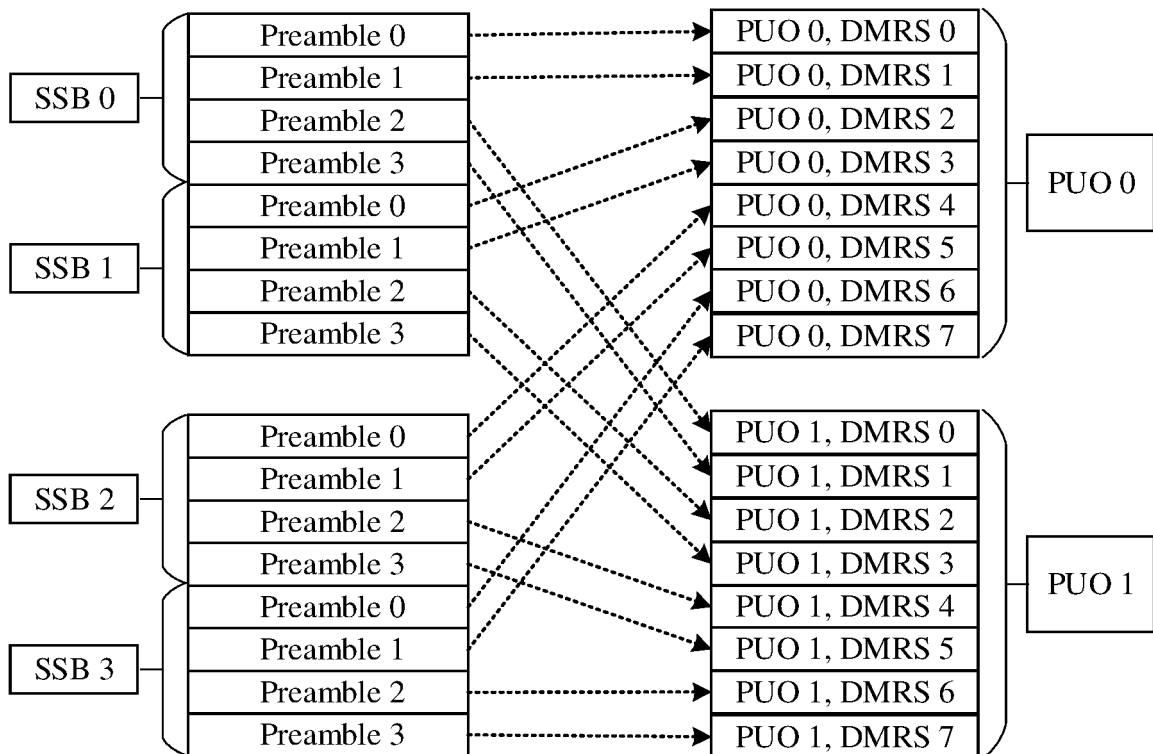 SSB 0
Preamble 0
Preamble 1
Preamble 2
Preamble 3
SSB 1
Preamble 0
Preamble 1
Preamble 2
Preamble 3
SSB 2
Preamble 0
Preamble 1
Preamble 2
Preamble 3
SSB 3
Preamble 0
Preamble 1
Preamble 2
Preamble 3
PUO 0, DMRS 0
PUO 0, DMRS 1
PUO 0, DMRS 2
PUO 0, DMRS 3
PUO 0, DMRS 4
PUO 0, DMRS 5
PUO 0, DMRS 6
PUO 0, DMRS 7
PUO 0
PUO 1, DMRS 0
PUO 1, DMRS 1
PUO 1, DMRS 2
PUO 1, DMRS 3
PUO 1, DMRS 4
PUO 1, DMRS 5
PUO 1, DMRS 6
PUO 1, DMRS 7
PUO 1